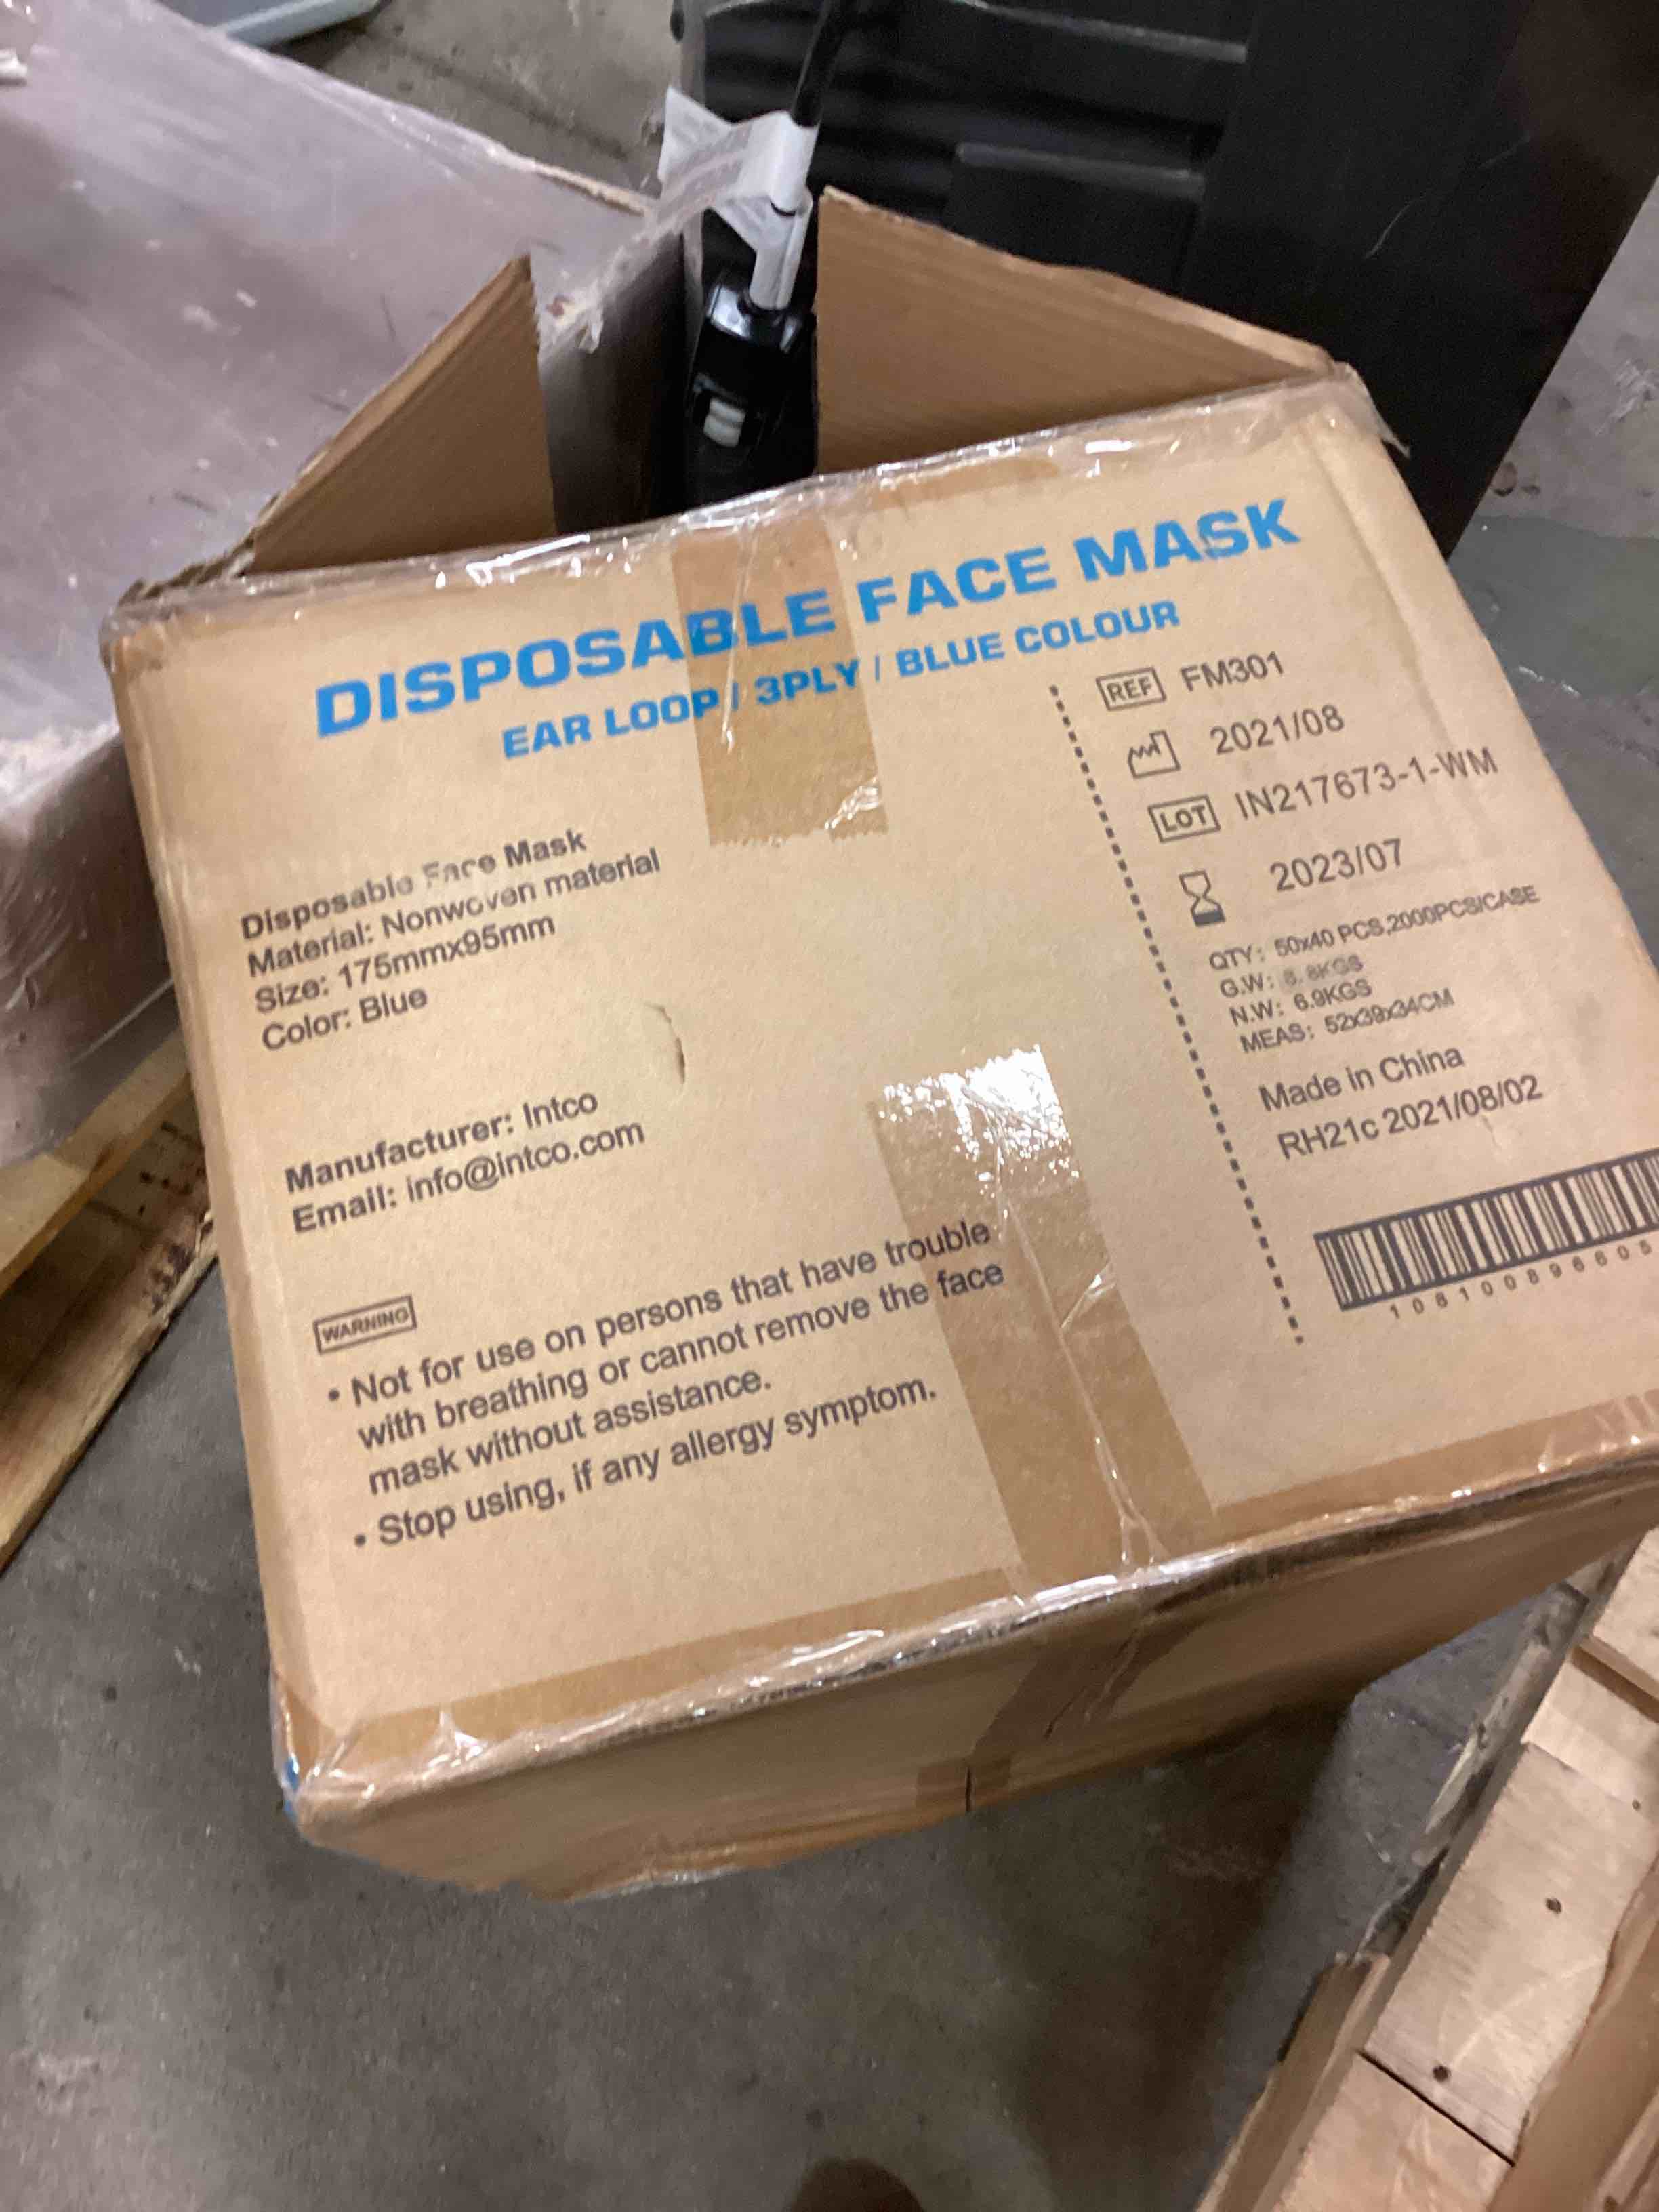 DISPOSABLE FACE MASK
EAR LOOP / 3PLY / BLUE COLOUR
Disposable Face Mask
Material: Nonwoven material
Size: 175mmx95mm
Color: Blue
Manufacturer: Intco
Email: info@intco.com
WARNING
• Not for use on persons that have trouble
with breathing or cannot remove the face
mask without assistance.
• Stop using, if any allergy symptom.
REF FM301
2021/08
LOT IN217673-1-WM
2023/07
QTY: 50x40 PCS,2000PCS/CASE
G.W:
N.W: 6.9KGS
MEAS: 52x39x34CM
Made in China
RH21c 2021/08/02